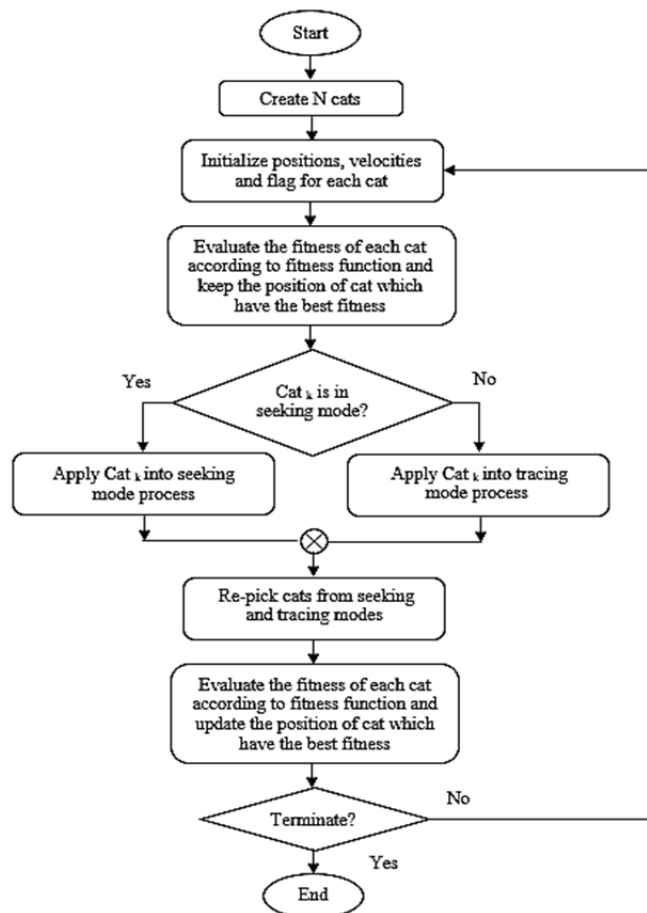 Start
Create N cats
Initialize positions, velocities
and flag for each cat
Evaluate the fitness of each cat
according to fitness function and
keep the position of cat which
have the best fitness
Yes
No
Cat k is in
seeking mode?
Apply Cat k into seeking
mode process
Apply Cat k into tracing
mode process
Re-pick cats from seeking
and tracing modes
Evaluate the fitness of each cat
according to fitness function and
update the position of cat which
have the best fitness
No
Terminate?
Yes
End